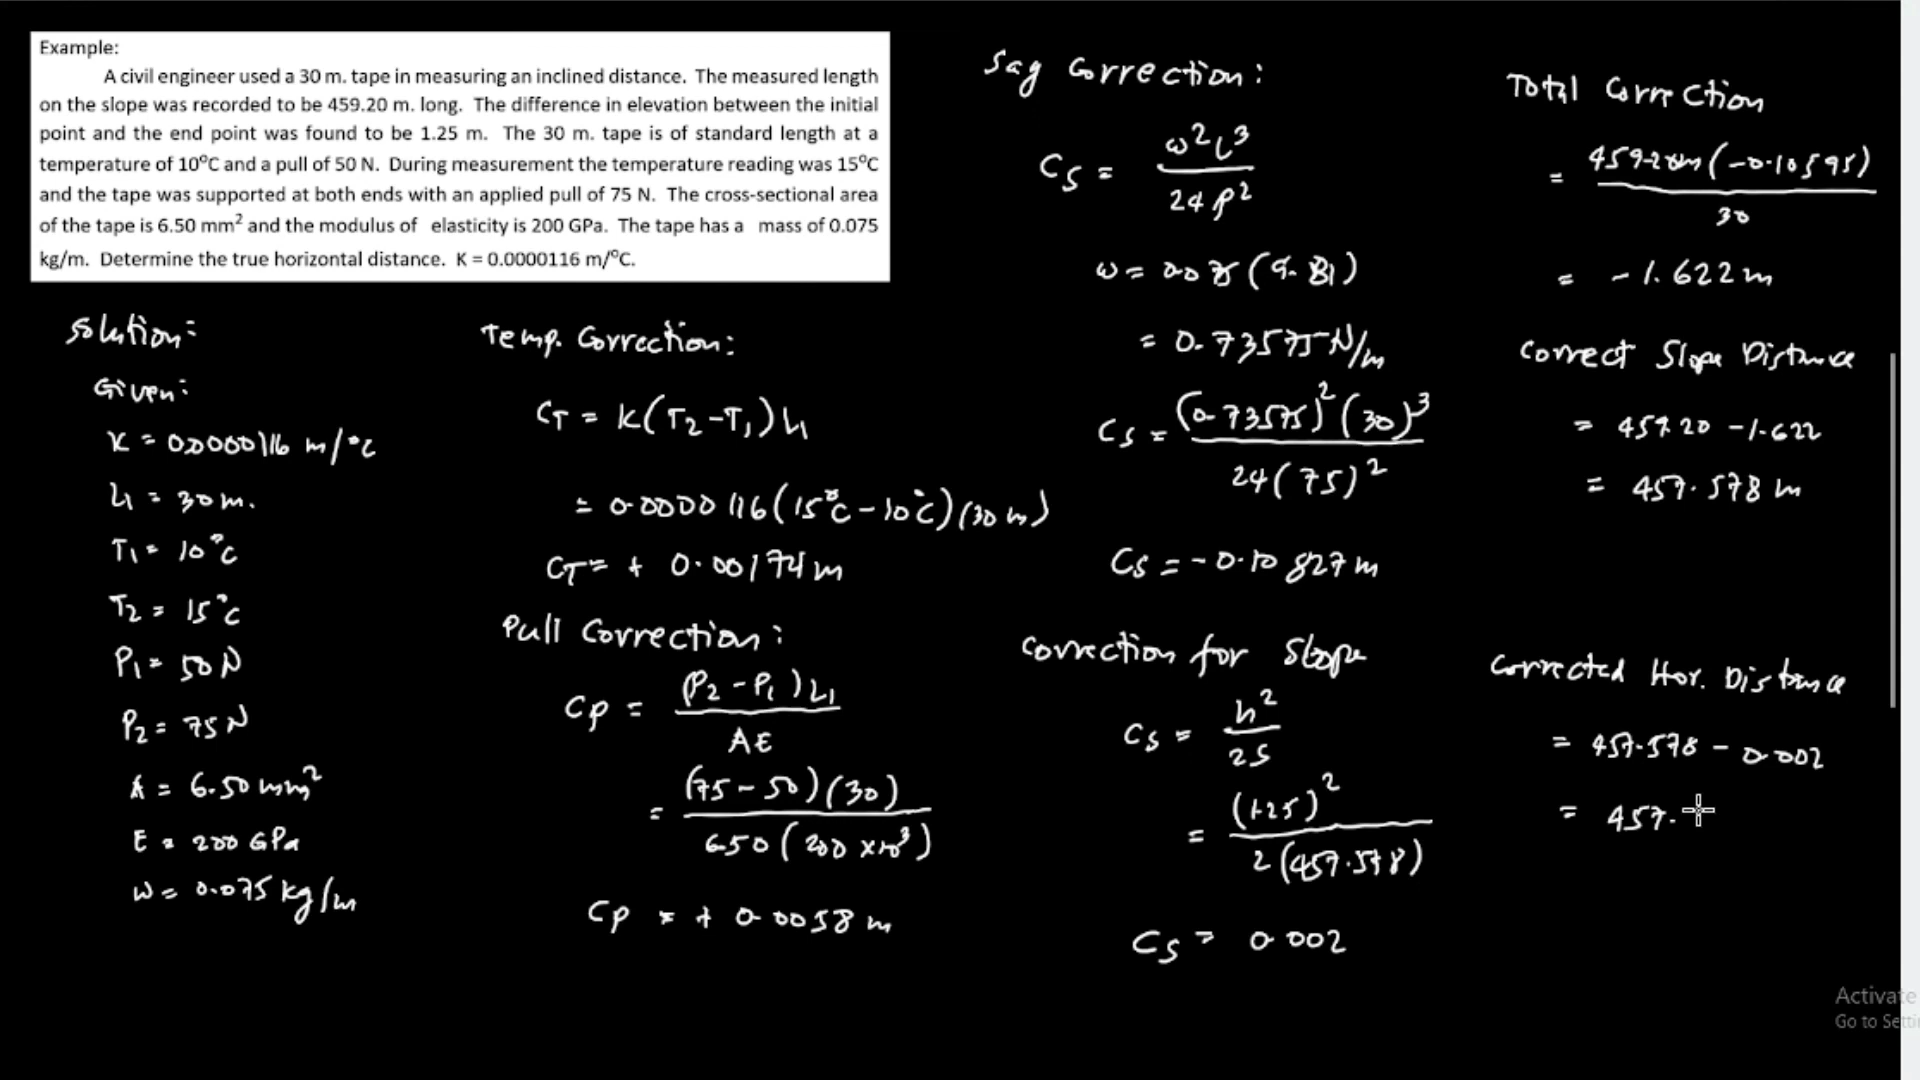 Example:
A civil engineer used a 30 m. tape in measuring an inclined distance. The measured length
on the slope was recorded to be 459.20 m. long. The difference in elevation between the initial
point and the end point was found to be 1.25 m. The 30 m. tape is of standard length at a
temperature of 10°C and a pull of 50 N. During measurement the temperature reading was 15°C
and the tape was supported at both ends with an applied pull of 75 N. The cross-sectional area
of the tape is 6.50 mm² and the modulus of elasticity is 200 GPa. The tape has a mass of 0.075
kg/m. Determine the true horizontal distance. K = 0.0000116 m/°C.
Solution:
Given:
K = 0.0000116 m/°C
L1 = 30 m.
T1 = 10°C
T2 = 15°C
P1 = 50 N
P2 = 75 N
A = 6.50 mm²
E = 200 GPa
W = 0.075 kg/m
Temp. Correction:
CT = K(T2-T1)L1
= 0.0000116(15°C-10°C)(30 m)
CT = + 0.00174 m
Pull Correction:
CP = (P2-P1)L1
AE
= (75-50)(30)
6.50(200 x10³)
CP = + 0.0058 m
Sag Correction:
CS = ω²L³
24P²
ω = 0.075(9.81)
= 0.73575 N/m
CS = (0.73575)²(30)³
24(75)²
CS = -0.10827 m
Correction for Slope
CS = h²
2S
= (1.25)²
2(457.578)
CS = 0.002
Total Correction
= 459.20m(-0.10595)
30
= -1.622 m
Correct Slope Distance
= 459.20 -1.622
= 457.578 m
Corrected Hor. Distance
= 457.578 - 0.002
= 457.
Activate
Go to Setti